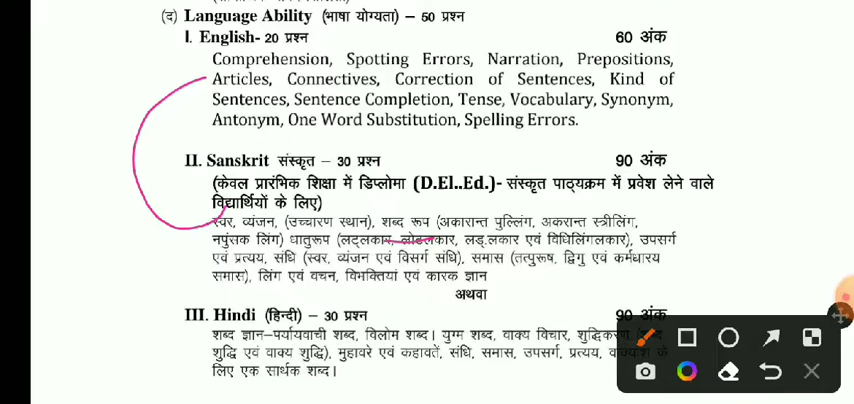 (द) Language Ability (भाषा योग्यता) – 50 प्रश्न
I. English- 20 प्रश्न 60 अंक
Comprehension, Spotting Errors, Narration, Prepositions,
Articles, Connectives, Correction of Sentences, Kind of
Sentences, Sentence Completion, Tense, Vocabulary, Synonym,
Antonym, One Word Substitution, Spelling Errors.
II. Sanskrit संस्कृत – 30 प्रश्न 90 अंक
(केवल प्रारंभिक शिक्षा में डिप्लोमा (D.El..Ed.)- संस्कृत पाठ्यक्रम में प्रवेश लेने वाले
विद्यार्थियों के लिए)
स्वर, व्यंजन, (उच्चारण स्थान), शब्द रूप (अकारान्त पुल्लिंग, अकरान्त स्त्रीलिंग,
नपुंसक लिंग) धातुरूप (लट्लकार, लोटलकार, लड्.लकार एवं विधिलिंगलकार), उपसर्ग
एवं प्रत्यय, संधि (स्वर, व्यंजन एवं विसर्ग संधि), समास (तत्पुरूष, द्विगु एवं कर्मधारय
समास), लिंग एवं वचन, विभक्तियां एवं कारक ज्ञान
अथवा
III. Hindi (हिन्दी) – 30 प्रश्न 90 अंक
शब्द ज्ञान–पर्यायवाची शब्द, विलोम शब्द। युग्म शब्द, वाक्य विचार, शुद्धिकरण
शुद्धि एवं वाक्य शुद्धि), मुहावरे एवं कहावतें, संधि, समास, उपसर्ग, प्रत्यय,
लिए एक सार्थक शब्द।